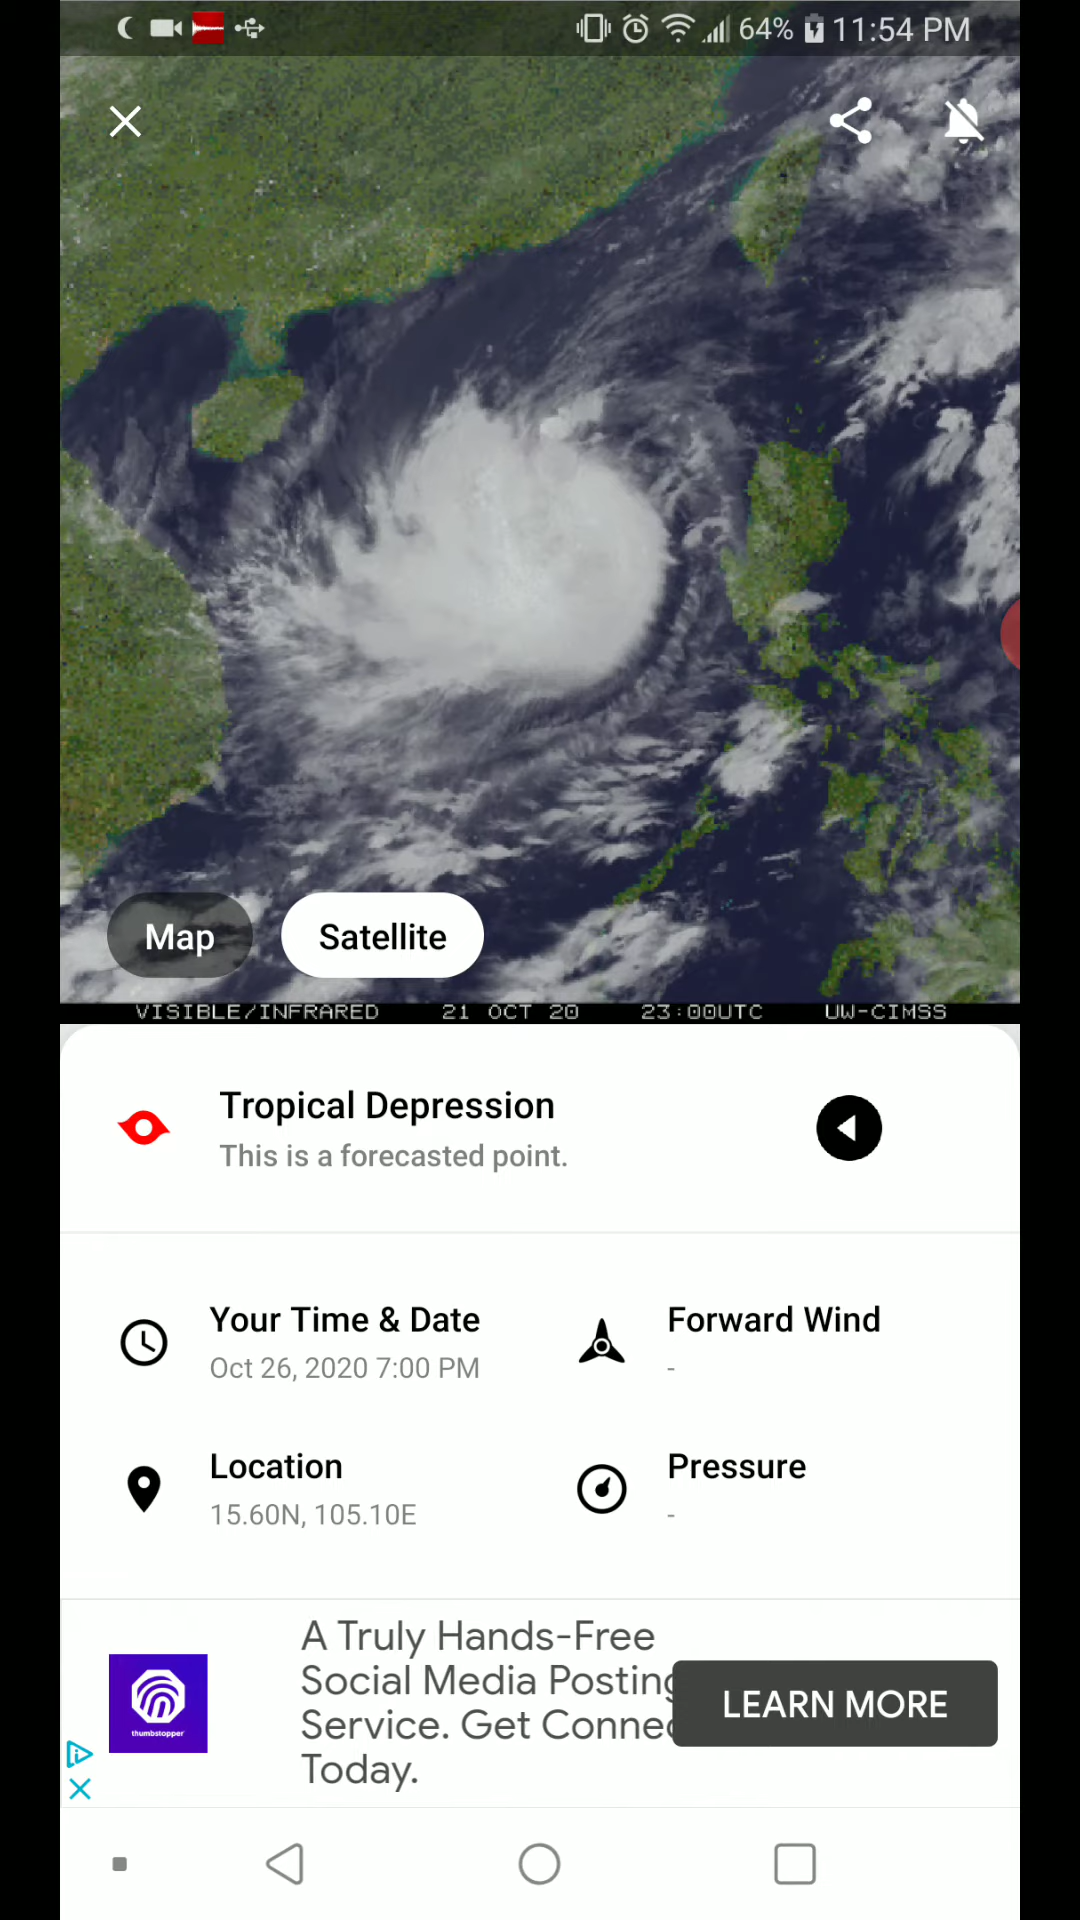 64% 11:54 PM
Map
Satellite
VISIBLE/INFRARED 21 OCT 20 23:00UTC UW-CIMSS
Tropical Depression
This is a forecasted point.
Your Time & Date
Oct 26, 2020 7:00 PM
Forward Wind
-
Location
15.60N, 105.10E
Pressure
-
A Truly Hands-Free
Social Media Posting
Service. Get Connec
Today.
LEARN MORE
thumbstopper